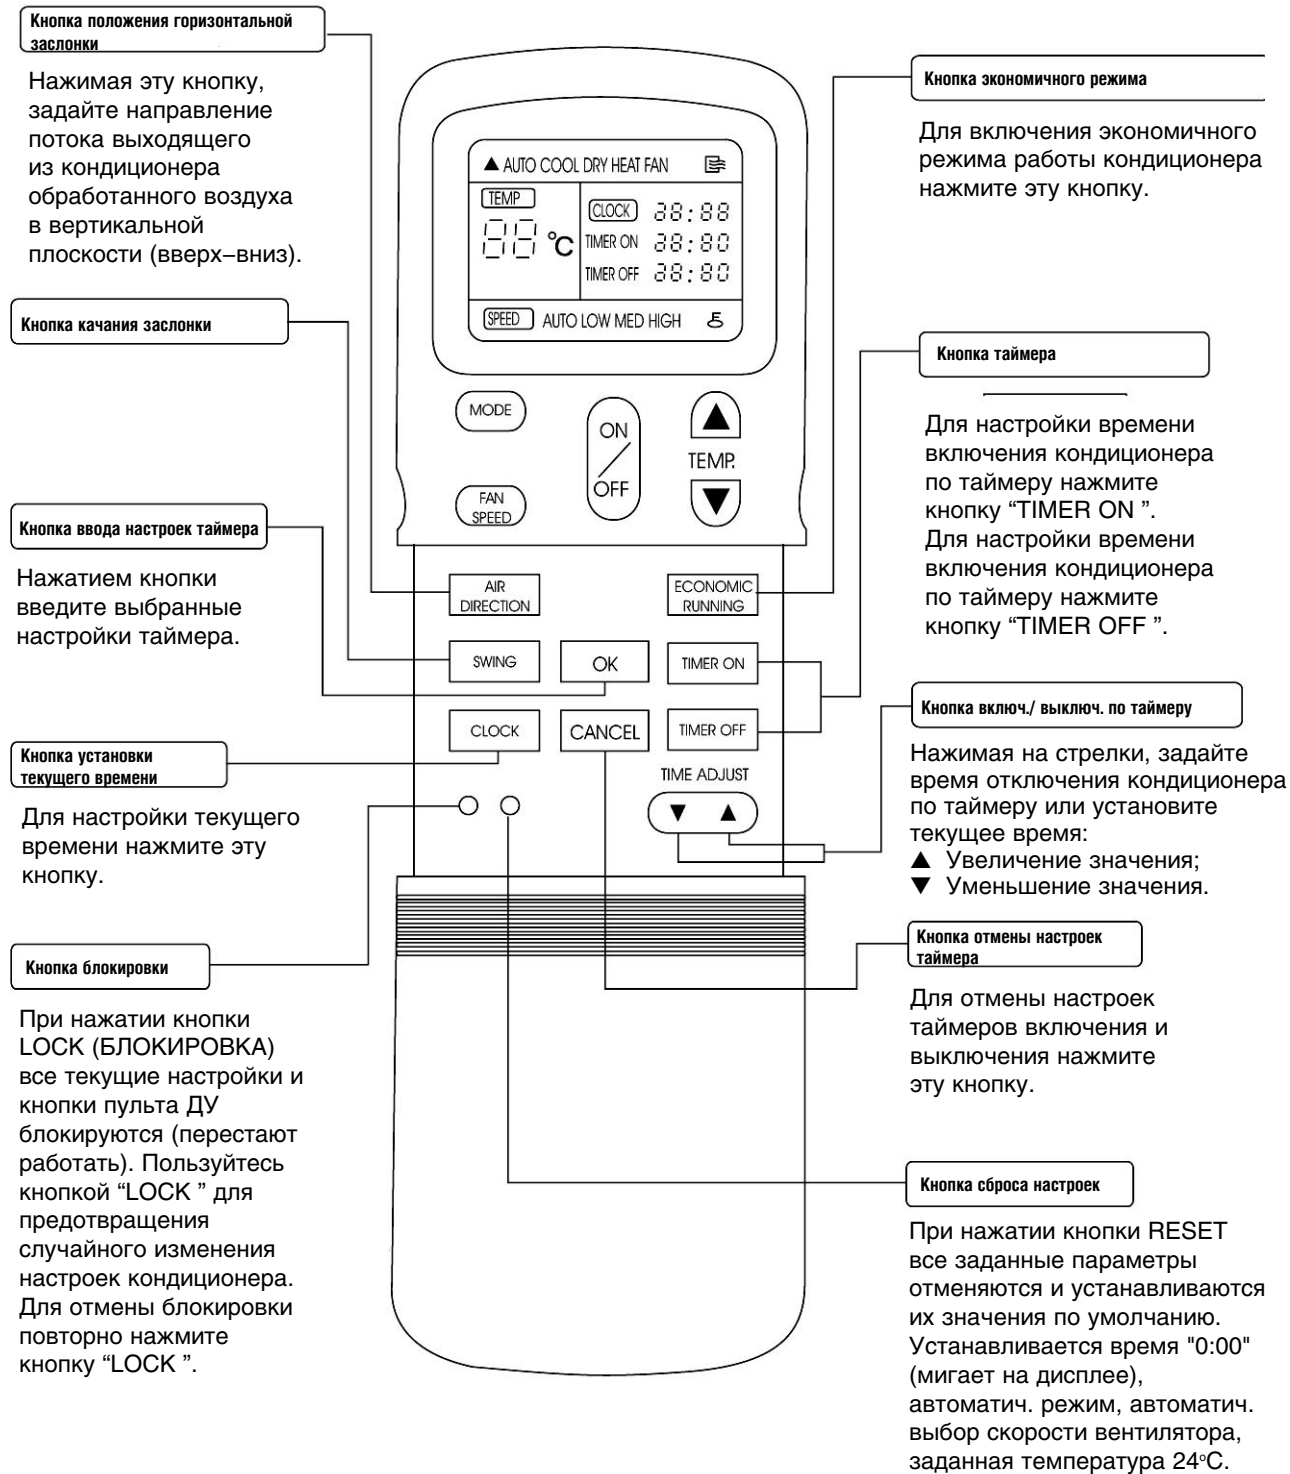 Кнопка положения горизонтальной
заслонки
Нажимая эту кнопку,
задайте направление
потока выходящего
из кондиционера
обработанного воздуха
в вертикальной
плоскости (вверх–вниз).
Кнопка качания заслонки
Кнопка ввода настроек таймера
Нажатием кнопки
введите выбранные
настройки таймера.
Кнопка установки
текущего времени
Для настройки текущего
времени нажмите эту
кнопку.
Кнопка блокировки
При нажатии кнопки
LOCK (БЛОКИРОВКА)
все текущие настройки и
кнопки пульта ДУ
блокируются (перестают
работать). Пользуйтесь
кнопкой “LOCK ” для
предотвращения
случайного изменения
настроек кондиционера.
Для отмены блокировки
повторно нажмите
кнопку “LOCK ”.
▲ AUTO COOL DRY HEAT FAN
TEMP
88 °C
CLOCK 88:88
TIMER ON 88:80
TIMER OFF 88:80
SPEED AUTO LOW MED HIGH
MODE
ON
OFF
▲
TEMP.
▼
FAN
SPEED
AIR
DIRECTION
ECONOMIC
RUNNING
SWING
OK
TIMER ON
CLOCK
CANCEL
TIMER OFF
TIME ADJUST
▼ ▲
Кнопка экономичного режима
Для включения экономичного
режима работы кондиционера
нажмите эту кнопку.
Кнопка таймера
Для настройки времени
включения кондиционера
по таймеру нажмите
кнопку “TIMER ON ”.
Для настройки времени
включения кондиционера
по таймеру нажмите
кнопку “TIMER OFF ”.
Кнопка включ./ выключ. по таймеру
Нажимая на стрелки, задайте
время отключения кондиционера
по таймеру или установите
текущее время:
▲ Увеличение значения;
▼ Уменьшение значения.
Кнопка отмены настроек
таймера
Для отмены настроек
таймеров включения и
выключения нажмите
эту кнопку.
Кнопка сброса настроек
При нажатии кнопки RESET
все заданные параметры
отменяются и устанавливаются
их значения по умолчанию.
Устанавливается время "0:00"
(мигает на дисплее),
автоматич. режим, автоматич.
выбор скорости вентилятора,
заданная температура 24°С.